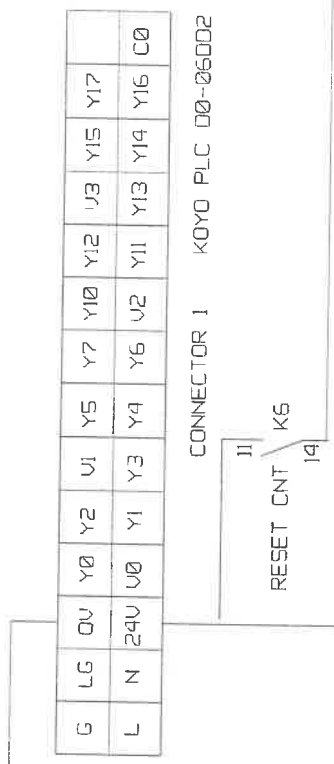 G LG 0V Y0 Y2 V1 Y5 Y7 Y10 Y12 V3 Y15 Y17
L N 24V V0 Y1 Y3 Y4 Y6 V2 Y11 Y13 Y14 Y16 C0
CONNECTOR 1 KOYO PLC D0-06DD2
11
RESET CNT K6
14